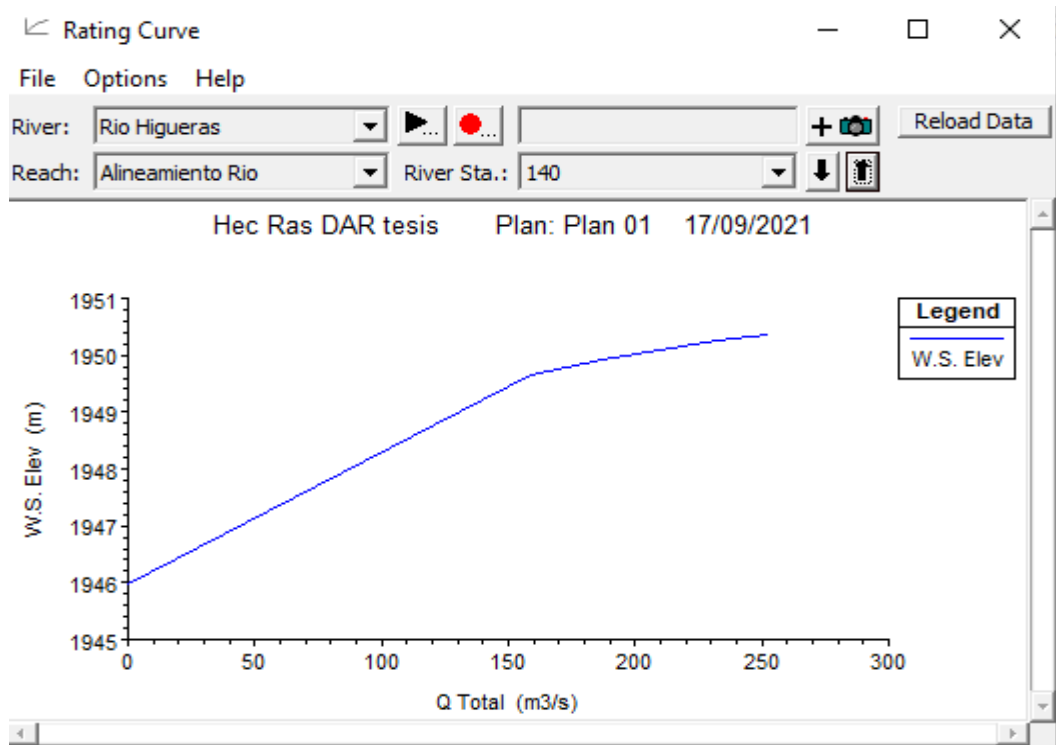 Rating Curve
File Options Help
River: Rio Higueras Reload Data
Reach: Alineamiento Rio River Sta.: 140
Hec Ras DAR tesis Plan: Plan 01 17/09/2021
1951
1950
1949
1948
1947
1946
1945
W.S. Elev (m)
0 50 100 150 200 250 300
Q Total (m3/s)
Legend
W.S. Elev